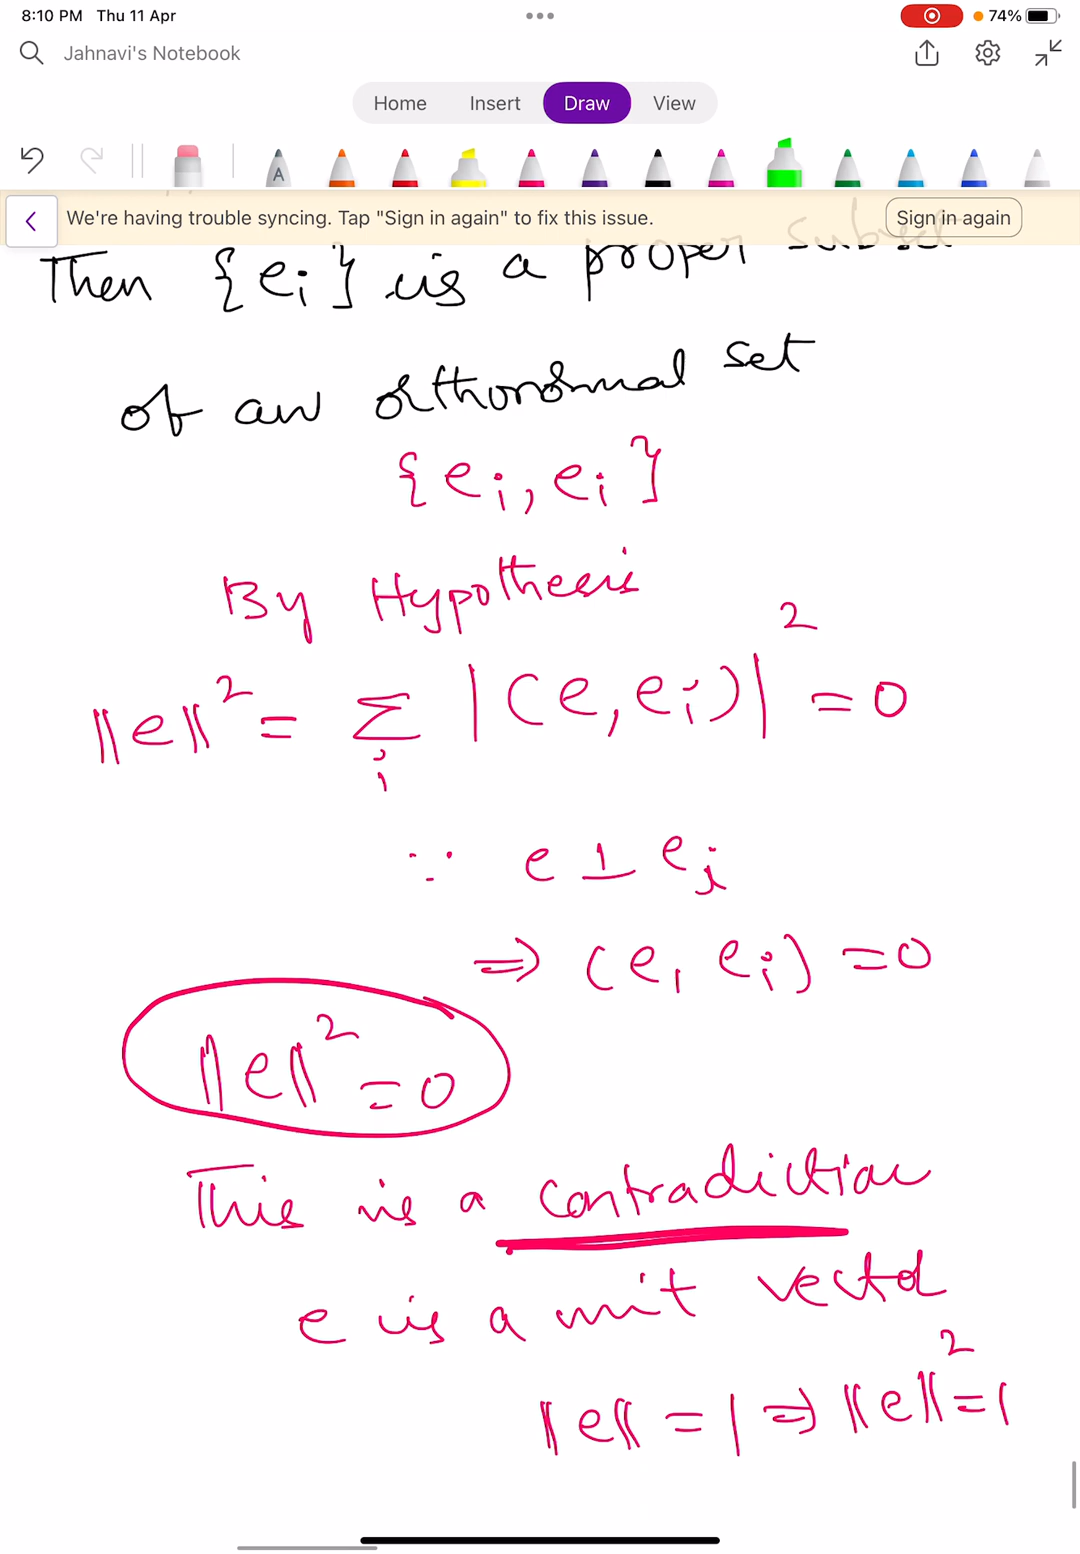 8:10 PM Thu 11 Apr
74%
Jahnavi's Notebook
Home Insert Draw View
A
We're having trouble syncing. Tap "Sign in again" to fix this issue.
Sign in again
Then {ei} is a proper subset
of an orthonormal set
{ei, ei}
By Hypothesis
||e||² = Σ |(e, ei)|² = 0
i
∵ e ⊥ ei
⇒ (e, ei) = 0
||e||² = 0
This is a contradiction
e is a unit vector
||e|| = 1 ⇒ ||e||² = 1